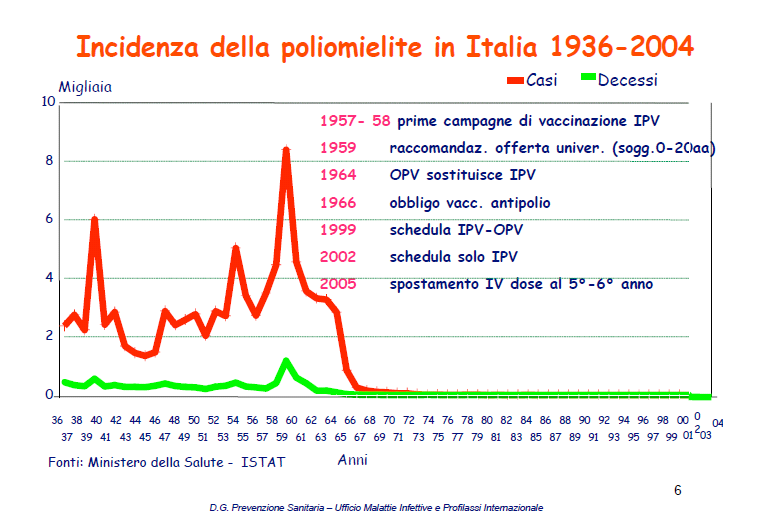 Incidenza della poliomielite in Italia 1936-2004
Migliaia
Casi Decessi
10
8
6
4
2
0
1957- 58 prime campagne di vaccinazione IPV
1959 raccomandaz. offerta univer. (sogg.0-20aa)
1964 OPV sostituisce IPV
1966 obbligo vacc. antipolio
1999 schedula IPV-OPV
2002 schedula solo IPV
2005 spostamento IV dose al 5°-6° anno
36 38 40 42 44 46 48 50 52 54 56 58 60 62 64 66 68 70 72 74 76 78 80 82 84 86 88 90 92 94 96 98 00 02 04
37 39 41 43 45 47 49 51 53 55 57 59 61 63 65 67 69 71 73 75 77 79 81 83 85 87 89 91 93 95 97 99 01 03
Fonti: Ministero della Salute - ISTAT
Anni
6
D.G. Prevenzione Sanitaria – Ufficio Malattie Infettive e Profilassi Internazionale